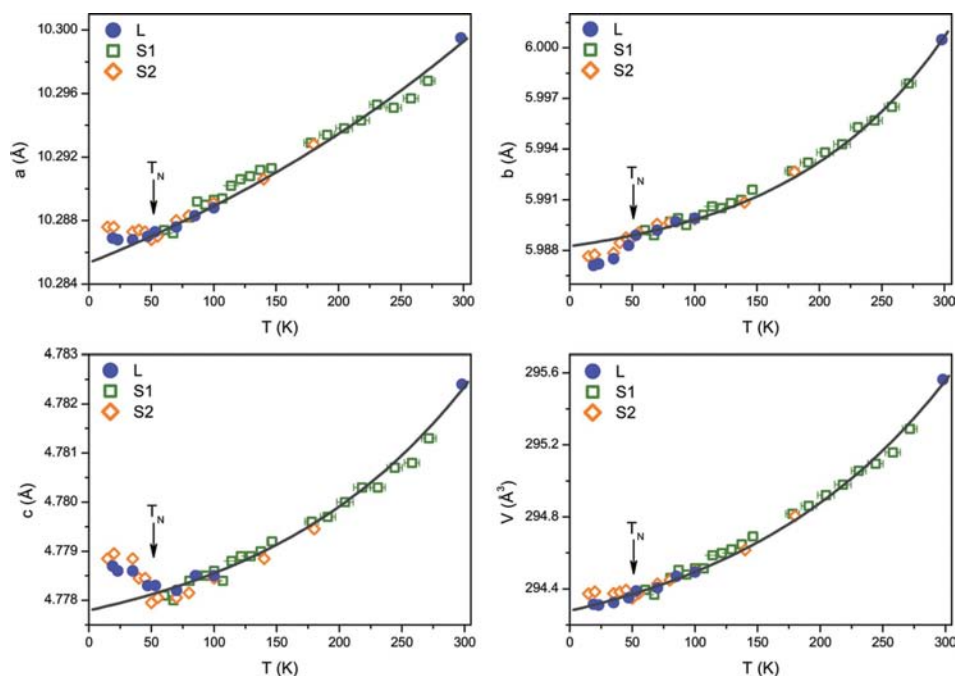 10.300
10.296
10.292
10.288
10.284
a (Å)
L
S1
S2
T_N
0 50 100 150 200 250 300
T (K)
6.000
5.997
5.994
5.991
5.988
b (Å)
L
S1
S2
T_N
0 50 100 150 200 250 300
T (K)
4.783
4.782
4.781
4.780
4.779
4.778
c (Å)
L
S1
S2
T_N
0 50 100 150 200 250 300
T (K)
295.6
295.2
294.8
294.4
V (Å³)
L
S1
S2
T_N
0 50 100 150 200 250 300
T (K)